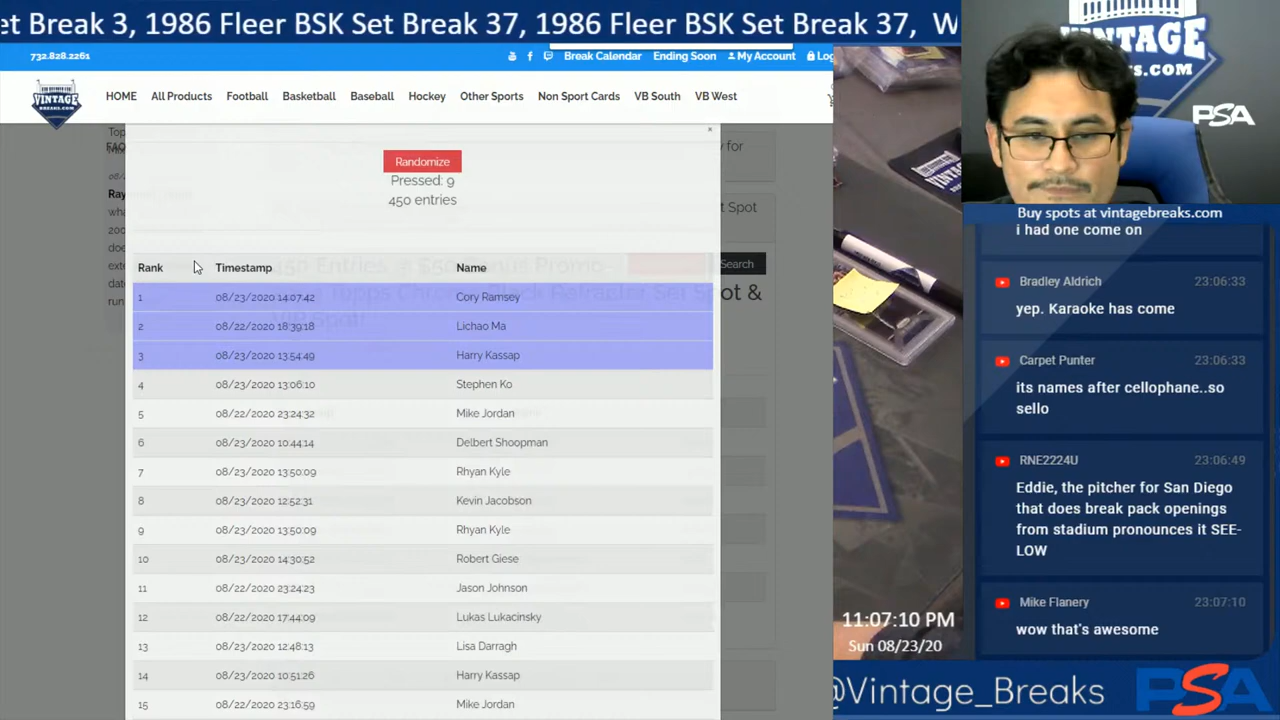 et Break 3, 1986 Fleer BSK Set Break 37, 1986 Fleer BSK Set Break 37, W
732.828.2261
Break Calendar Ending Soon My Account Log
VINTAGE
BREAKS.COM
HOME All Products Football Basketball Baseball Hockey Other Sports Non Sport Cards VB South VB West
Randomize
Pressed: 9
450 entries
Search
Rank Timestamp Name
1 08/23/2020 14:07:42 Cory Ramsey
2 08/22/2020 18:39:18 Lichao Ma
3 08/23/2020 13:54:49 Harry Kassap
4 08/23/2020 13:06:10 Stephen Ko
5 08/22/2020 23:24:32 Mike Jordan
6 08/23/2020 10:44:14 Delbert Shoopman
7 08/23/2020 13:50:09 Rhyan Kyle
8 08/23/2020 12:52:31 Kevin Jacobson
9 08/23/2020 13:50:09 Rhyan Kyle
10 08/23/2020 14:30:52 Robert Giese
11 08/22/2020 23:24:23 Jason Johnson
12 08/22/2020 17:44:09 Lukas Lukacinsky
13 08/23/2020 12:48:13 Lisa Darragh
14 08/23/2020 10:51:26 Harry Kassap
15 08/22/2020 23:16:59 Mike Jordan
VINTAGE
S.COM
PSA
Buy spots at vintagebreaks.com
i had one come on
Bradley Aldrich 23:06:33
yep. Karaoke has come
Carpet Punter 23:06:33
its names after cellophane..so
sello
RNE2224U 23:06:49
Eddie, the pitcher for San Diego
that does break pack openings
from stadium pronounces it SEE-
LOW
Mike Flanery 23:07:10
wow that's awesome
11:07:10 PM
Sun 08/23/20
@Vintage_Breaks
PSA